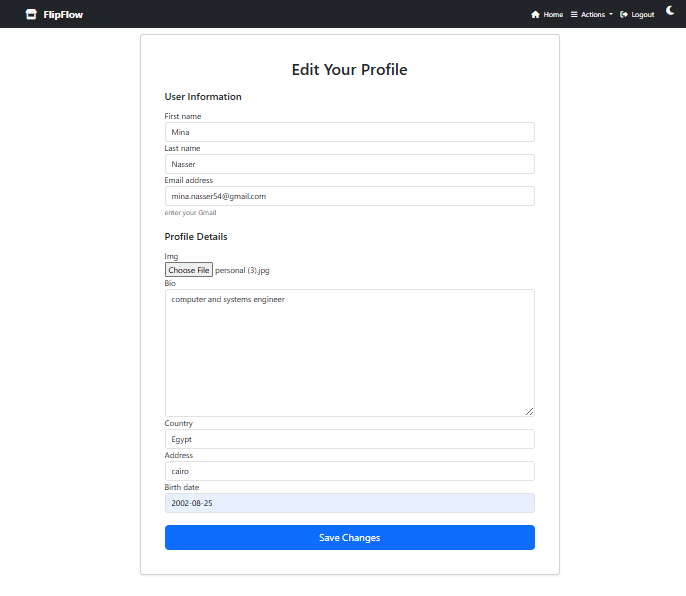 FlipFlow
Home Actions Logout
Edit Your Profile
User Information
First name
Mina
Last name
Nasser
Email address
mina.nasser54@gmail.com
enter your Gmail
Profile Details
Img
Choose File personal (3).jpg
Bio
computer and systems engineer
Country
Egypt
Address
cairo
Birth date
2002-08-25
Save Changes